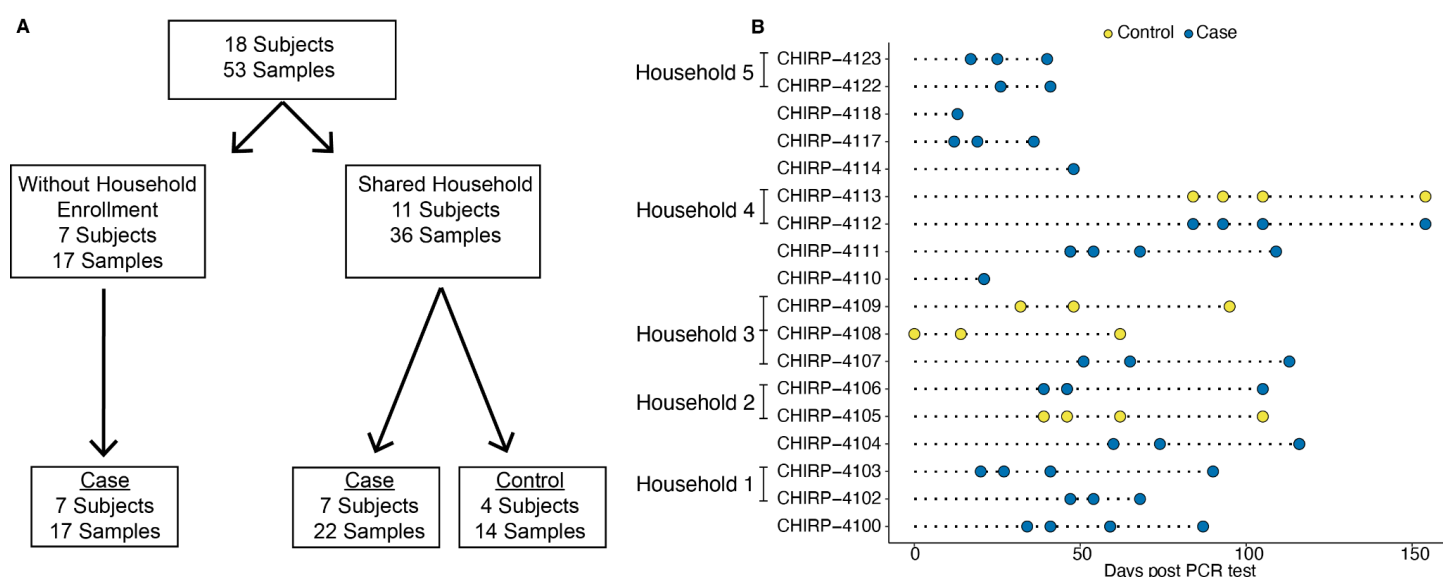 A
18 Subjects
53 Samples
Without Household
Enrollment
7 Subjects
17 Samples
Shared Household
11 Subjects
36 Samples
Case
7 Subjects
17 Samples
Case
7 Subjects
22 Samples
Control
4 Subjects
14 Samples
B
Control Case
Household 5
CHIRP-4123
CHIRP-4122
CHIRP-4118
CHIRP-4117
CHIRP-4114
Household 4
CHIRP-4113
CHIRP-4112
CHIRP-4111
CHIRP-4110
Household 3
CHIRP-4109
CHIRP-4108
CHIRP-4107
Household 2
CHIRP-4106
CHIRP-4105
CHIRP-4104
Household 1
CHIRP-4103
CHIRP-4102
CHIRP-4100
0 50 100 150
Days post PCR test